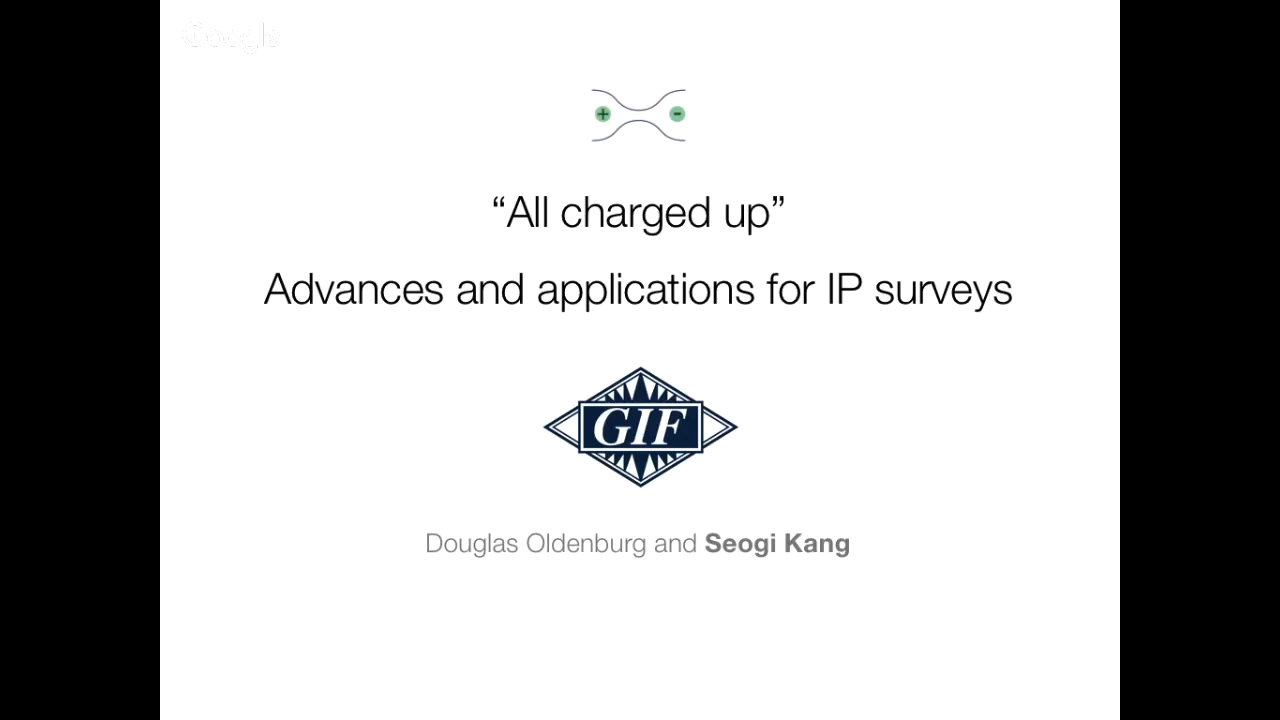 Google
+ -
“All charged up”
Advances and applications for IP surveys
GIF
Douglas Oldenburg and Seogi Kang